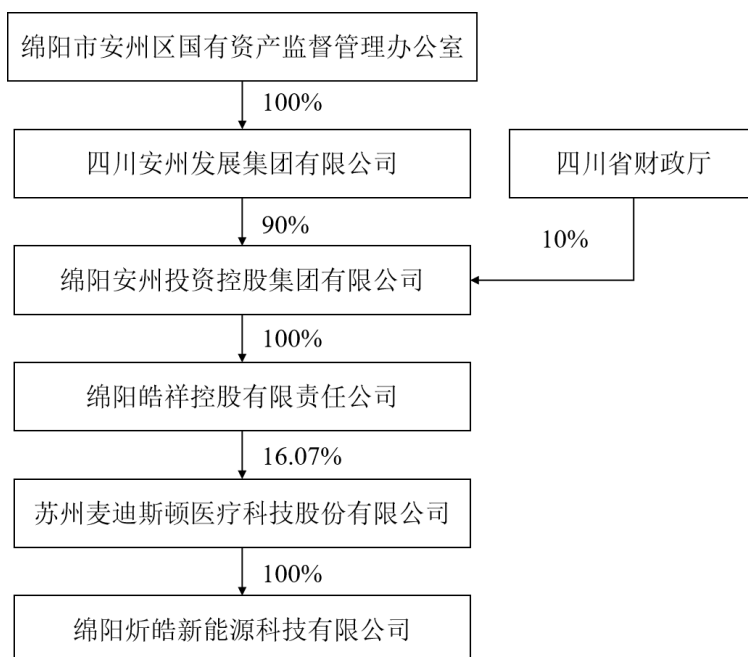 绵阳市安州区国有资产监督管理办公室
100%
四川安州发展集团有限公司
四川省财政厅
90%
10%
绵阳安州投资控股集团有限公司
100%
绵阳皓祥控股有限责任公司
16.07%
苏州麦迪斯顿医疗科技股份有限公司
100%
绵阳炘皓新能源科技有限公司